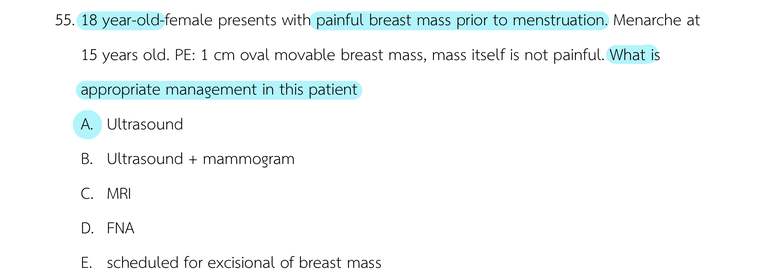 55. 18 year-old-female presents with painful breast mass prior to menstruation. Menarche at
15 years old. PE: 1 cm oval movable breast mass, mass itself is not painful. What is
appropriate management in this patient
A. Ultrasound
B. Ultrasound + mammogram
C. MRI
D. FNA
E. scheduled for excisional of breast mass